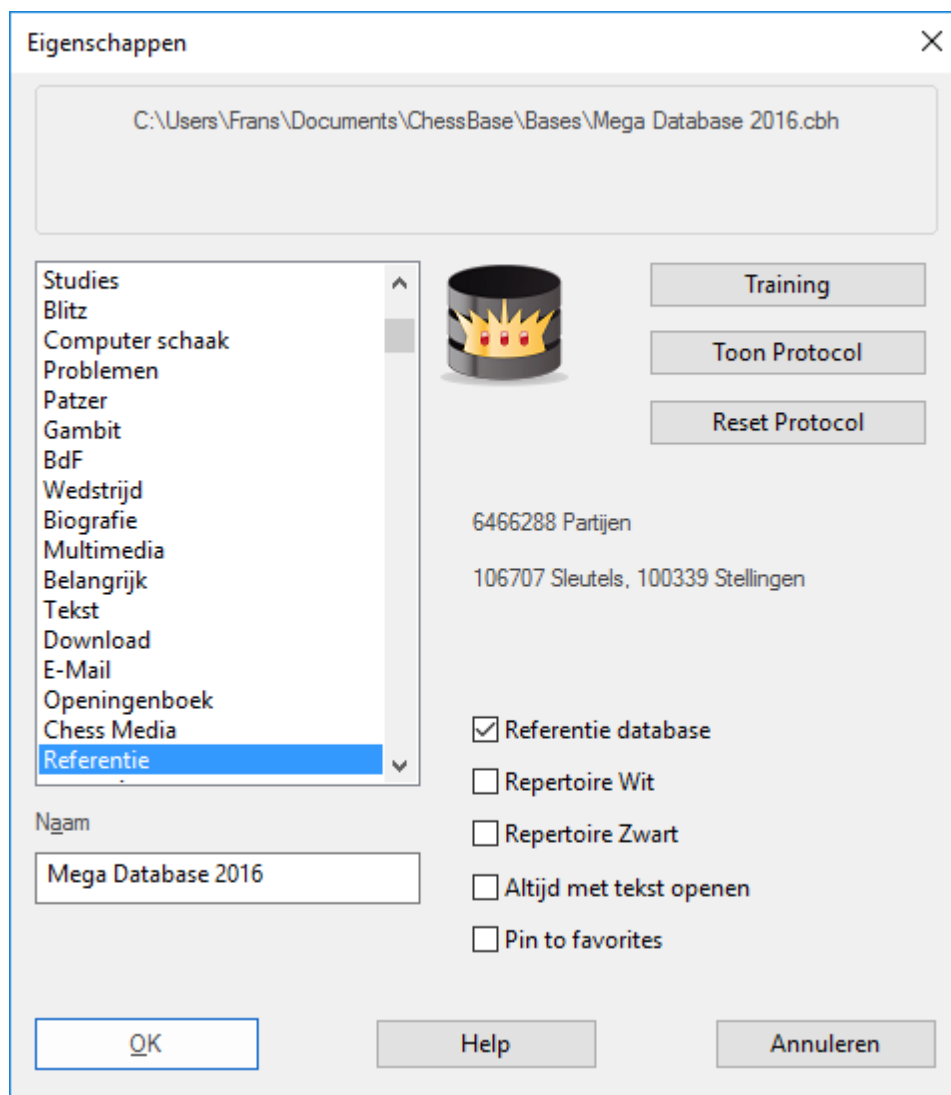 Eigenschappen
C:\Users\Frans\Documents\ChessBase\Bases\Mega Database 2016.cbh
Studies
Blitz
Computer schaak
Problemen
Patzer
Gambit
BdF
Wedstrijd
Biografie
Multimedia
Belangrijk
Tekst
Download
E-Mail
Openingenboek
Chess Media
Referentie
Naam
Mega Database 2016
Training
Toon Protocol
Reset Protocol
6466288 Partijen
106707 Sleutels, 100339 Stellingen
Referentie database
Repertoire Wit
Repertoire Zwart
Altijd met tekst openen
Pin to favorites
OK
Help
Annuleren